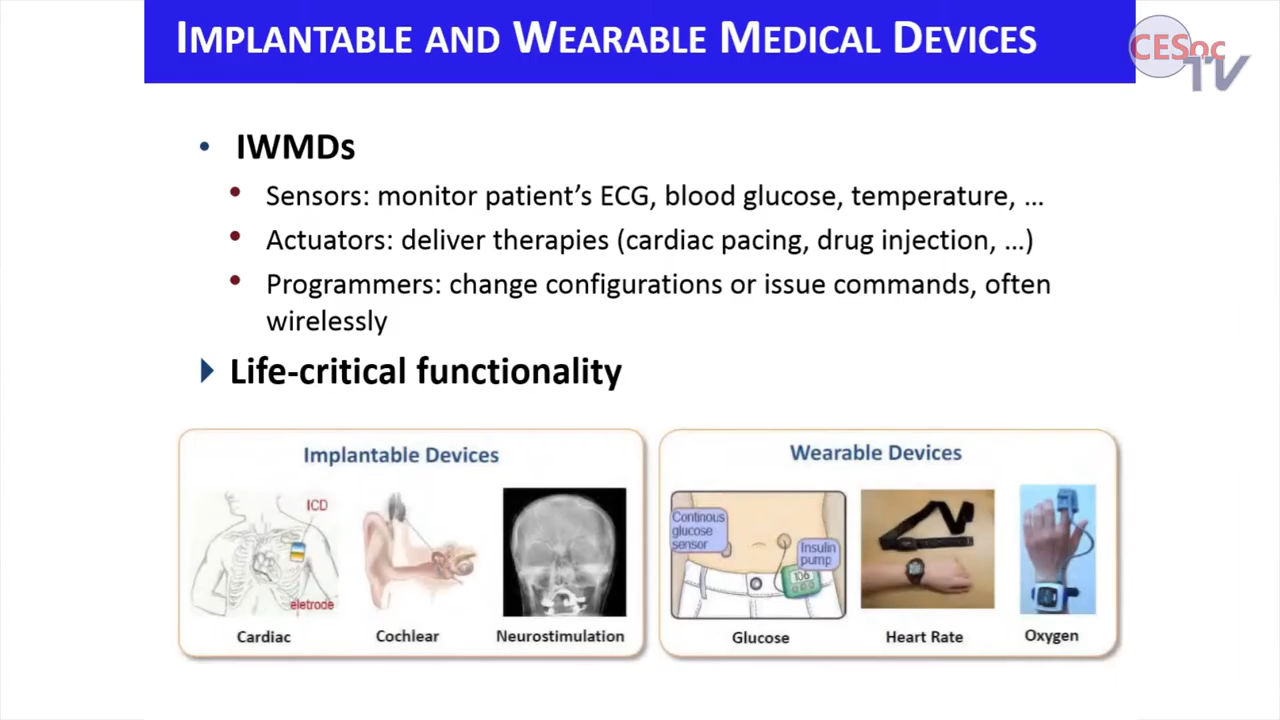 IMPLANTABLE AND WEARABLE MEDICAL DEVICES
CESoc
TV
• IWMDs
• Sensors: monitor patient’s ECG, blood glucose, temperature, …
• Actuators: deliver therapies (cardiac pacing, drug injection, …)
• Programmers: change configurations or issue commands, often
wirelessly
Life-critical functionality
Implantable Devices
ICD
eletrode
Cardiac
Cochlear
Neurostimulation
Wearable Devices
Continous
glucose
sensor
Insulin
pump
106
Glucose
Heart Rate
Oxygen